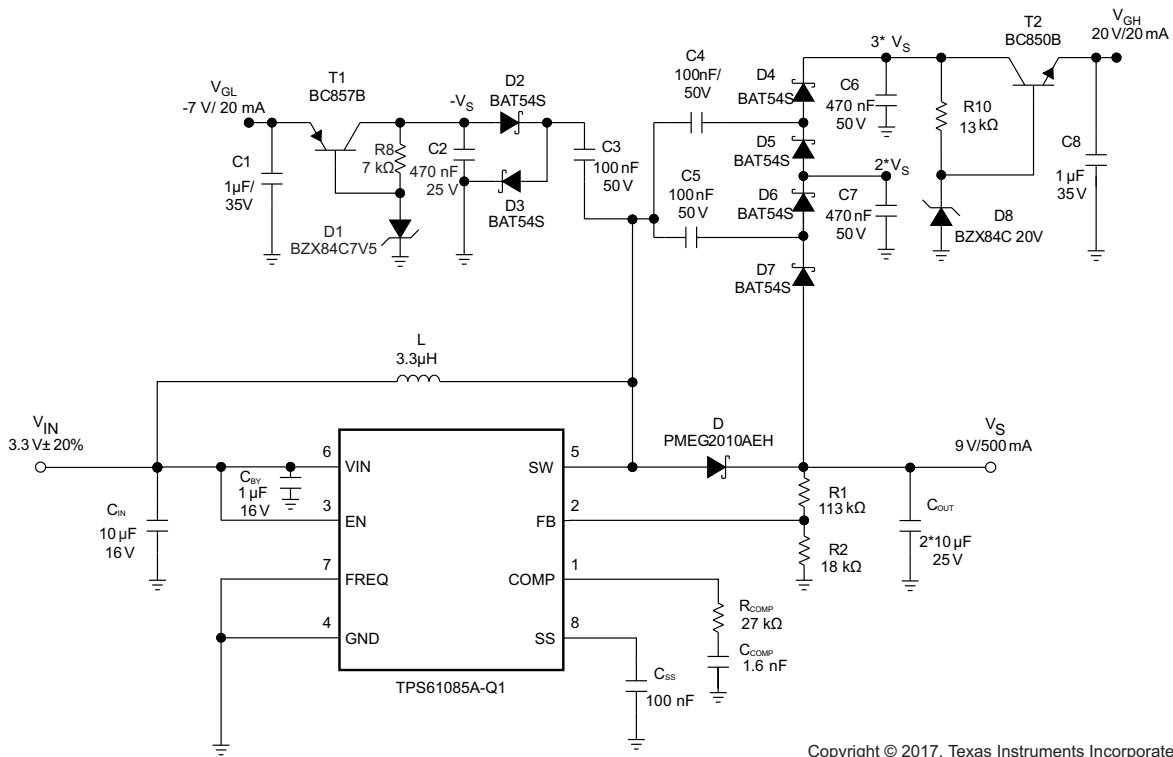 T2
BC850B
V_GH
20 V/20 mA
3* V_S
C4
100nF/
50V
D4
BAT54S
C6
470 nF
50 V
R10
13 kΩ
C8
1 µF
35 V
T1
BC857B
V_GL
-7 V/ 20 mA
-V_S
D2
BAT54S
C1
1µF/
35V
R8
7 kΩ
C2
470 nF
25 V
D3
BAT54S
C3
100 nF
50 V
D5
BAT54S
2*V_S
C5
100 nF
50 V
D6
BAT54S
C7
470 nF
50 V
D8
BZX84C 20V
D1
BZX84C7V5
D7
BAT54S
L
3.3µH
V_IN
3.3 V± 20%
D
PMEG2010AEH
V_S
9 V/500 mA
C_IN
10 µF
16 V
C_BY
1 µF
16 V
6
VIN
SW
5
3
EN
FB
2
7
FREQ
COMP
1
4
GND
SS
8
TPS61085A-Q1
R1
113 kΩ
R2
18 kΩ
C_OUT
2*10 µF
25 V
R_COMP
27 kΩ
C_COMP
1.6 nF
C_SS
100 nF
Copyright © 2017, Texas Instruments Incorporate